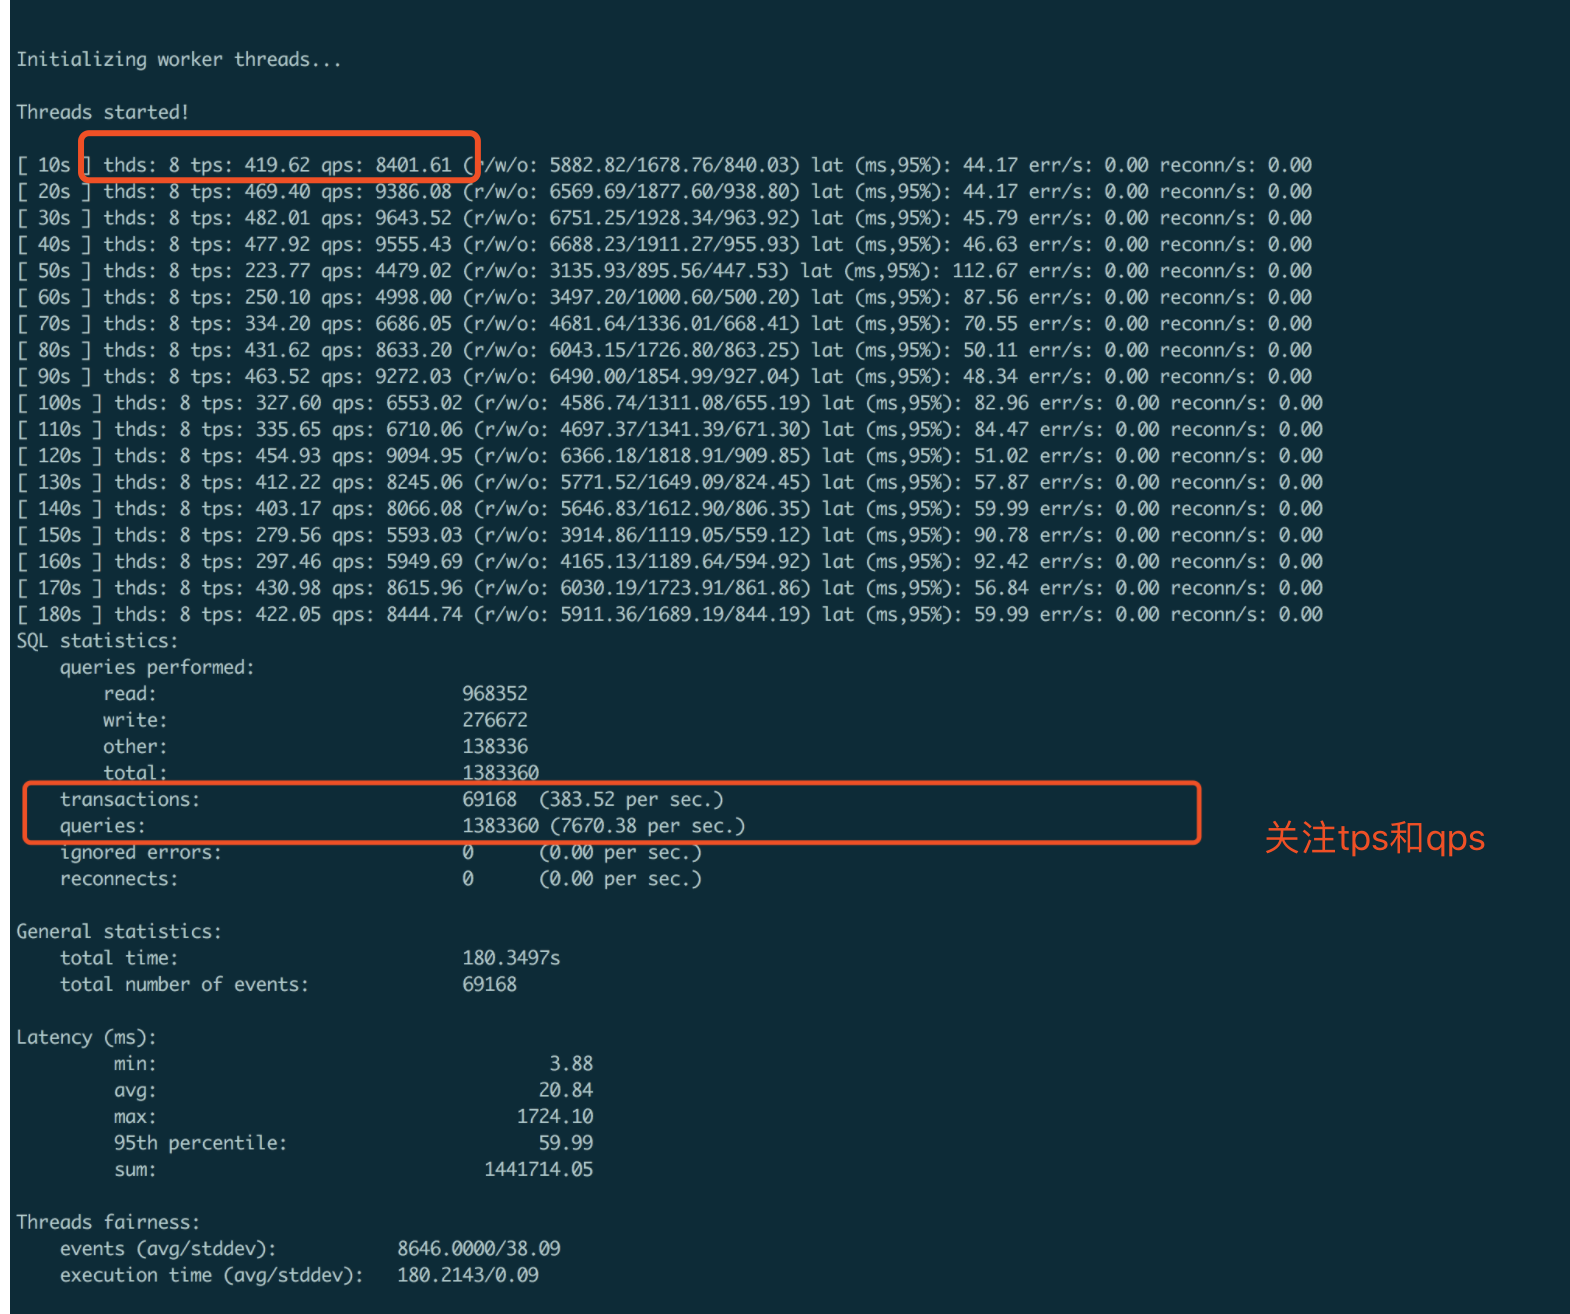 Initializing worker threads...
Threads started!
[ 10s ] thds: 8 tps: 419.62 qps: 8401.61 (r/w/o: 5882.82/1678.76/840.03) lat (ms,95%): 44.17 err/s: 0.00 reconn/s: 0.00
[ 20s ] thds: 8 tps: 469.40 qps: 9386.08 (r/w/o: 6569.69/1877.60/938.80) lat (ms,95%): 44.17 err/s: 0.00 reconn/s: 0.00
[ 30s ] thds: 8 tps: 482.01 qps: 9643.52 (r/w/o: 6751.25/1928.34/963.92) lat (ms,95%): 45.79 err/s: 0.00 reconn/s: 0.00
[ 40s ] thds: 8 tps: 477.92 qps: 9555.43 (r/w/o: 6688.23/1911.27/955.93) lat (ms,95%): 46.63 err/s: 0.00 reconn/s: 0.00
[ 50s ] thds: 8 tps: 223.77 qps: 4479.02 (r/w/o: 3135.93/895.56/447.53) lat (ms,95%): 112.67 err/s: 0.00 reconn/s: 0.00
[ 60s ] thds: 8 tps: 250.10 qps: 4998.00 (r/w/o: 3497.20/1000.60/500.20) lat (ms,95%): 87.56 err/s: 0.00 reconn/s: 0.00
[ 70s ] thds: 8 tps: 334.20 qps: 6686.05 (r/w/o: 4681.64/1336.01/668.41) lat (ms,95%): 70.55 err/s: 0.00 reconn/s: 0.00
[ 80s ] thds: 8 tps: 431.62 qps: 8633.20 (r/w/o: 6043.15/1726.80/863.25) lat (ms,95%): 50.11 err/s: 0.00 reconn/s: 0.00
[ 90s ] thds: 8 tps: 463.52 qps: 9272.03 (r/w/o: 6490.00/1854.99/927.04) lat (ms,95%): 48.34 err/s: 0.00 reconn/s: 0.00
[ 100s ] thds: 8 tps: 327.60 qps: 6553.02 (r/w/o: 4586.74/1311.08/655.19) lat (ms,95%): 82.96 err/s: 0.00 reconn/s: 0.00
[ 110s ] thds: 8 tps: 335.65 qps: 6710.06 (r/w/o: 4697.37/1341.39/671.30) lat (ms,95%): 84.47 err/s: 0.00 reconn/s: 0.00
[ 120s ] thds: 8 tps: 454.93 qps: 9094.95 (r/w/o: 6366.18/1818.91/909.85) lat (ms,95%): 51.02 err/s: 0.00 reconn/s: 0.00
[ 130s ] thds: 8 tps: 412.22 qps: 8245.06 (r/w/o: 5771.52/1649.09/824.45) lat (ms,95%): 57.87 err/s: 0.00 reconn/s: 0.00
[ 140s ] thds: 8 tps: 403.17 qps: 8066.08 (r/w/o: 5646.83/1612.90/806.35) lat (ms,95%): 59.99 err/s: 0.00 reconn/s: 0.00
[ 150s ] thds: 8 tps: 279.56 qps: 5593.03 (r/w/o: 3914.86/1119.05/559.12) lat (ms,95%): 90.78 err/s: 0.00 reconn/s: 0.00
[ 160s ] thds: 8 tps: 297.46 qps: 5949.69 (r/w/o: 4165.13/1189.64/594.92) lat (ms,95%): 92.42 err/s: 0.00 reconn/s: 0.00
[ 170s ] thds: 8 tps: 430.98 qps: 8615.96 (r/w/o: 6030.19/1723.91/861.86) lat (ms,95%): 56.84 err/s: 0.00 reconn/s: 0.00
[ 180s ] thds: 8 tps: 422.05 qps: 8444.74 (r/w/o: 5911.36/1689.19/844.19) lat (ms,95%): 59.99 err/s: 0.00 reconn/s: 0.00
SQL statistics:
queries performed:
read: 968352
write: 276672
other: 138336
total: 1383360
transactions: 69168 (383.52 per sec.)
queries: 1383360 (7670.38 per sec.)
关注tps和qps
ignored errors: 0 (0.00 per sec.)
reconnects: 0 (0.00 per sec.)
General statistics:
total time: 180.3497s
total number of events: 69168
Latency (ms):
min: 3.88
avg: 20.84
max: 1724.10
95th percentile: 59.99
sum: 1441714.05
Threads fairness:
events (avg/stddev): 8646.0000/38.09
execution time (avg/stddev): 180.2143/0.09